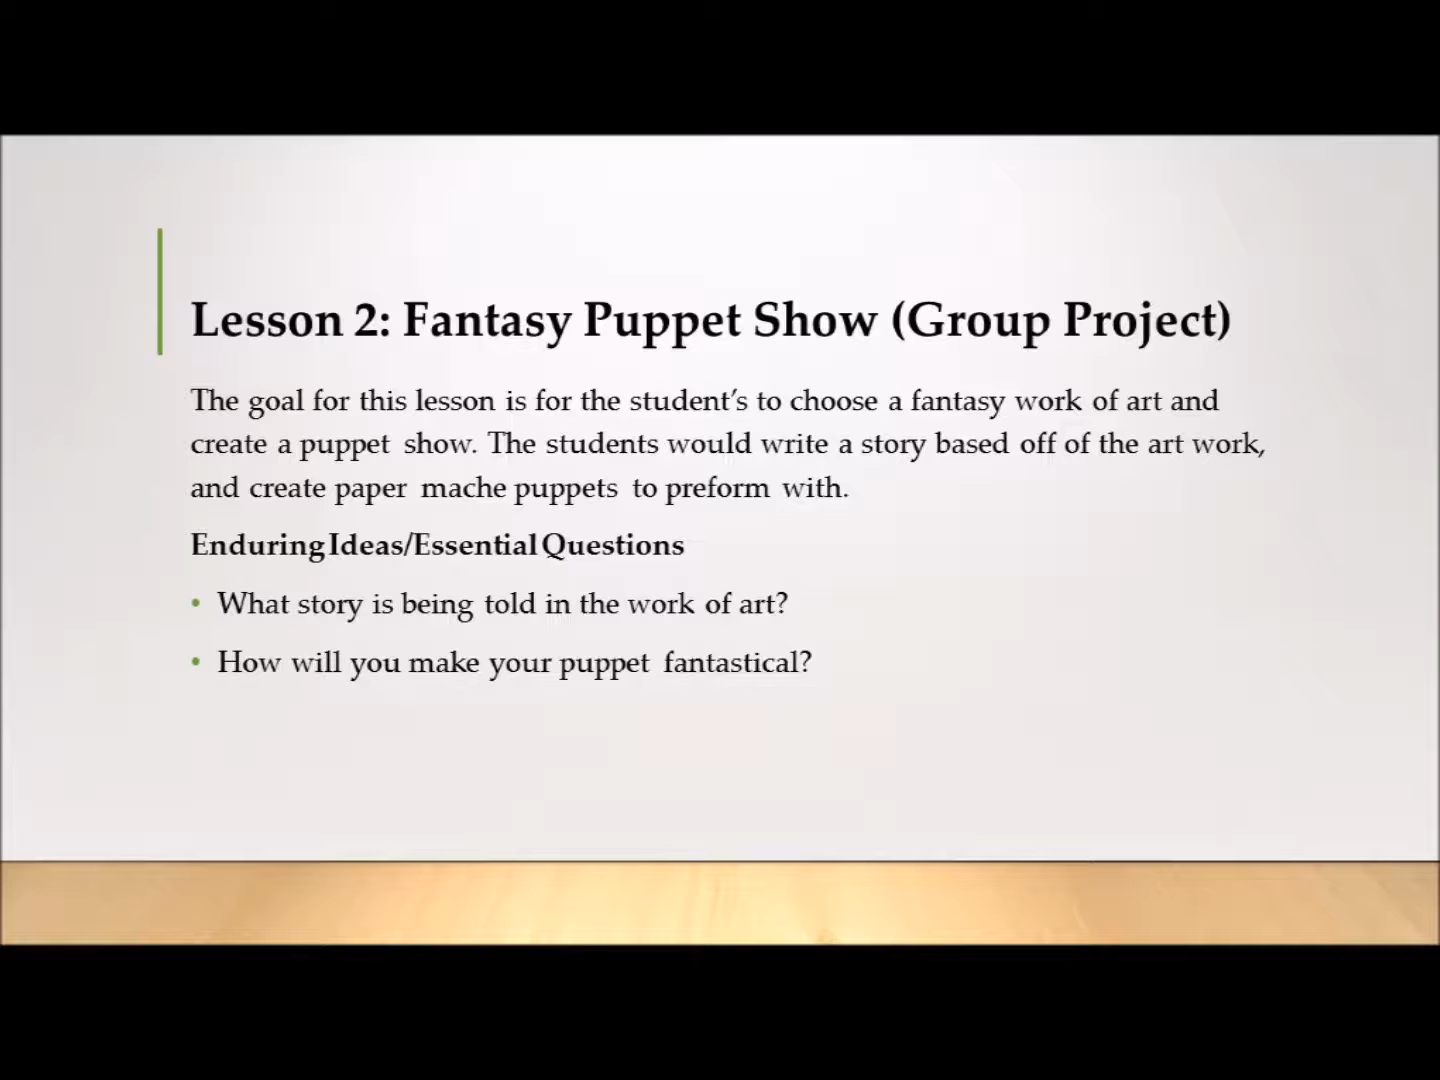 Lesson 2: Fantasy Puppet Show (Group Project)
The goal for this lesson is for the student’s to choose a fantasy work of art and
create a puppet show. The students would write a story based off of the art work,
and create paper mache puppets to preform with.
Enduring Ideas/Essential Questions
• What story is being told in the work of art?
• How will you make your puppet fantastical?